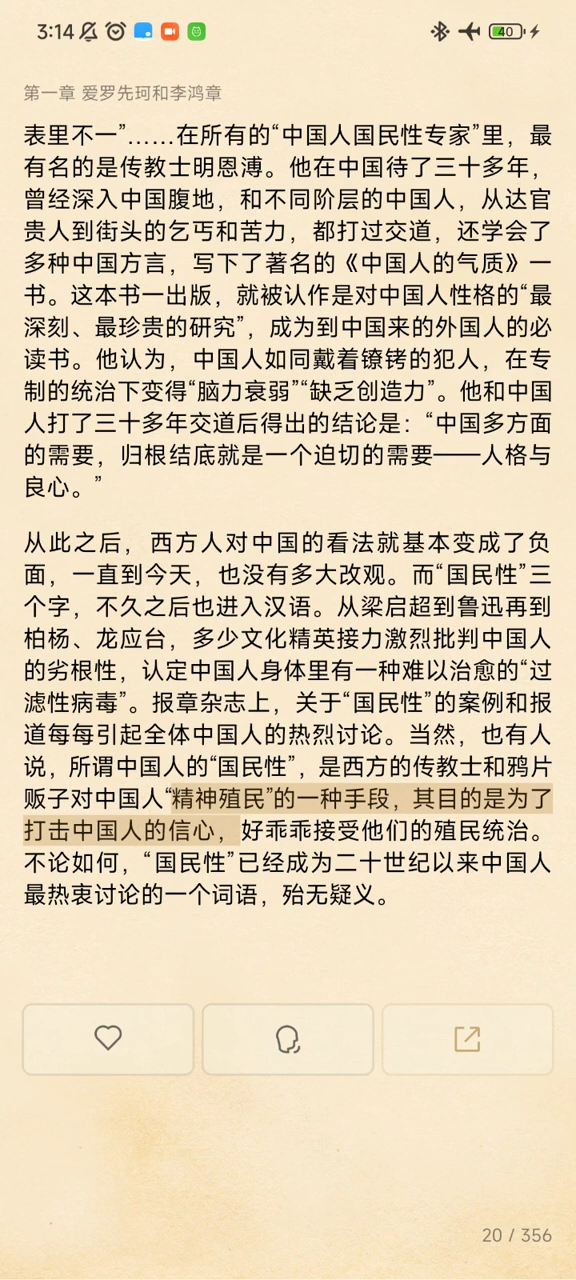 3:14
40
第一章 爱罗先珂和李鸿章
表里不一”……在所有的“中国人国民性专家”里，最
有名的是传教士明恩溥。他在中国待了三十多年，
曾经深入中国腹地，和不同阶层的中国人，从达官
贵人到街头的乞丐和苦力，都打过交道，还学会了
多种中国方言，写下了著名的《中国人的气质》一
书。这本书一出版，就被认作是对中国人性格的“最
深刻、最珍贵的研究”，成为到中国来的外国人的必
读书。他认为，中国人如同戴着镣铐的犯人，在专
制的统治下变得“脑力衰弱”“缺乏创造力”。他和中国
人打了三十多年交道后得出的结论是：“中国多方面
的需要，归根结底就是一个迫切的需要——人格与
良心。”
从此之后，西方人对中国的看法就基本变成了负
面，一直到今天，也没有多大改观。而“国民性”三
个字，不久之后也进入汉语。从梁启超到鲁迅再到
柏杨、龙应台，多少文化精英接力激烈批判中国人
的劣根性，认定中国人身体里有一种难以治愈的“过
滤性病毒”。报章杂志上，关于“国民性”的案例和报
道每每引起全体中国人的热烈讨论。当然，也有人
说，所谓中国人的“国民性”，是西方的传教士和鸦片
贩子对中国人“精神殖民”的一种手段，其目的是为了
打击中国人的信心，好乖乖接受他们的殖民统治。
不论如何，“国民性”已经成为二十世纪以来中国人
最热衷讨论的一个词语，殆无疑义。
20 / 356